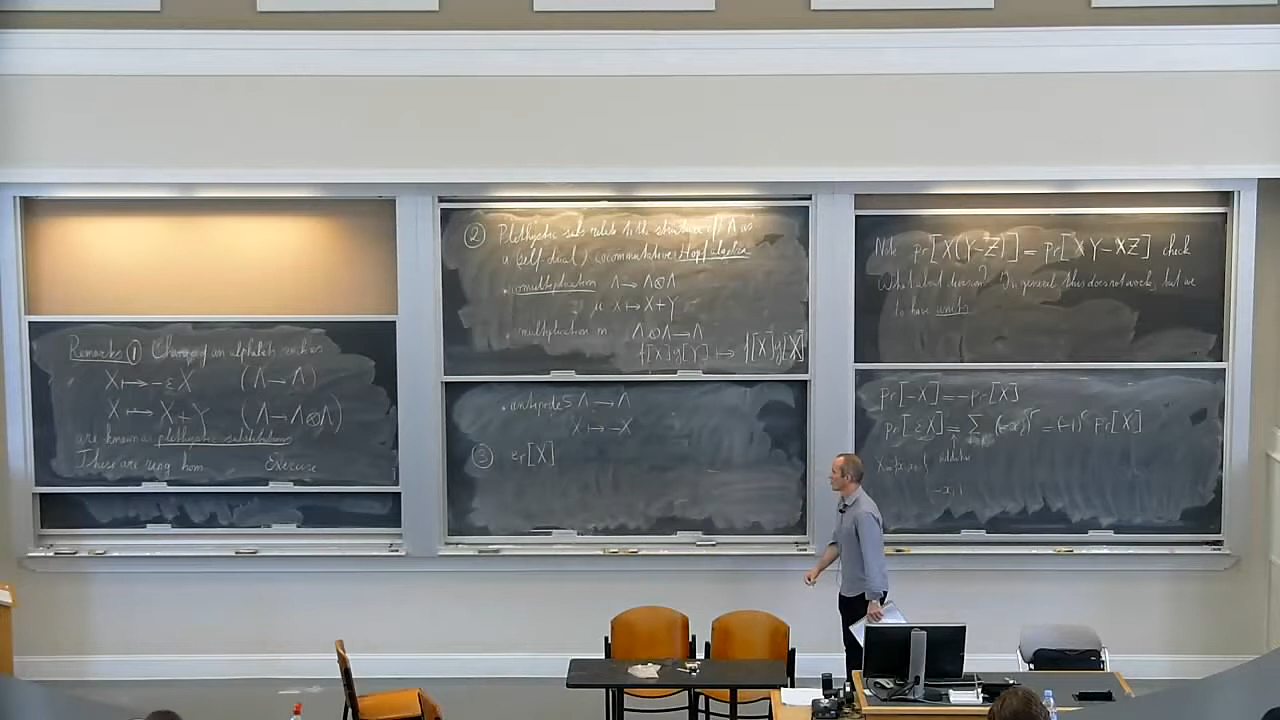 Remarks ① Changes of an alphabet such as
X ↦ -εX (Λ→Λ)
X ↦ X+Y (Λ→Λ⊗Λ)
are known as plethystic substitutions
These are ring hom. Exercise
② Plethystic subs relate to the structure of Λ as
a (self-dual) cocommutative Hopf algebra
• comultiplication Λ→Λ⊗Λ
X ↦ X+Y
• multiplication m Λ⊗Λ→Λ
f[X]g[Y] ↦ f[X]g[X]
• antipode S Λ→Λ
X ↦ -X
③ e_r[X]
Note pr[X(Y-Z)] = pr[XY-XZ] check
What about division? In general this does not work, but we
to have units
pr[-X] = -pr[X]
pr[εX] = Σ (-x_i)^r = (-1)^r pr[X]